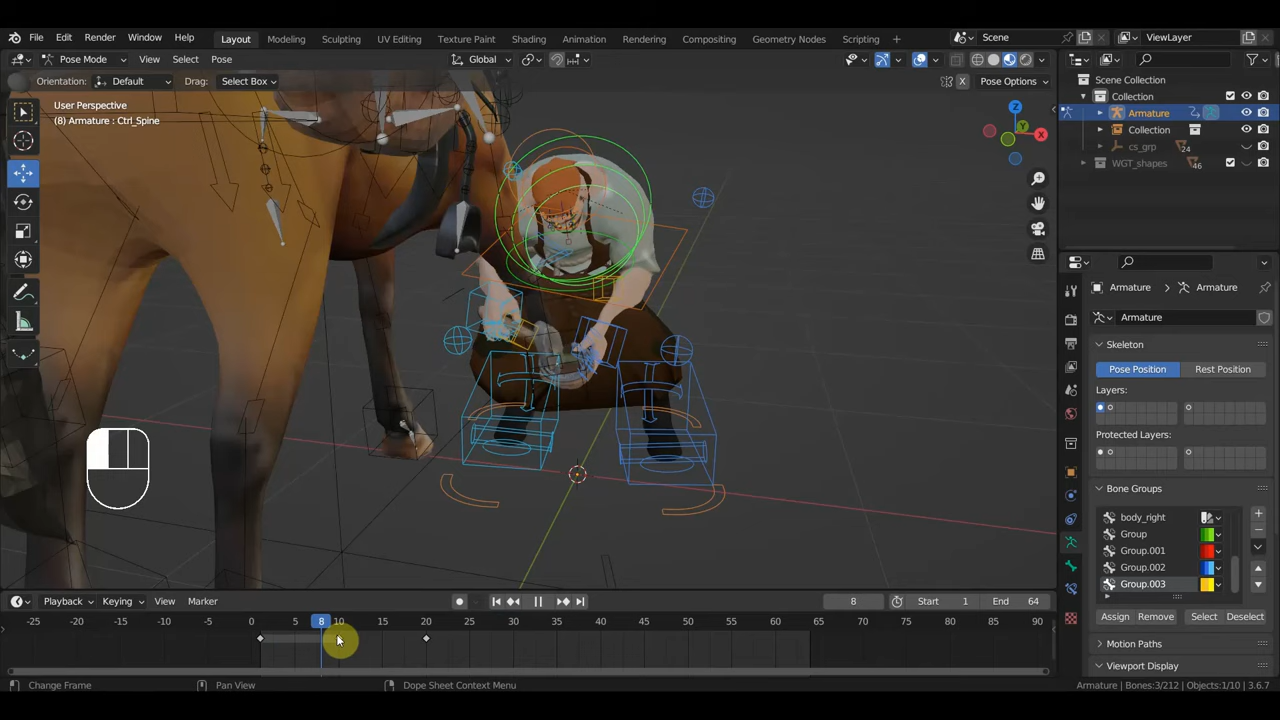 File Edit Render Window Help Layout Modeling Sculpting UV Editing Texture Paint Shading Animation Rendering Compositing Geometry Nodes Scripting Scene ViewLayer
Pose Mode View Select Pose Global
Orientation: Default Drag: Select Box X Pose Options
User Perspective
(8) Armature : Ctrl_Spine
Z
Y
X
Scene Collection
Collection
Armature
Collection
cs_grp 24
WGT_shapes 46
Armature > Armature
Armature
Skeleton
Pose Position Rest Position
Layers:
Protected Layers:
Bone Groups
body_right
Group
Group.001
Group.002
Group.003
Assign Remove Select Deselect
Motion Paths
Viewport Display
Playback Keying View Marker 8 Start 1 End 64
-25 -20 -15 -10 -5 0 5 8 10 15 20 25 30 35 40 45 50 55 60 65 70 75 80 85 90
Change Frame Pan View Dope Sheet Context Menu Armature | Bones:3/212 | Objects:1/10 | 3.6.7